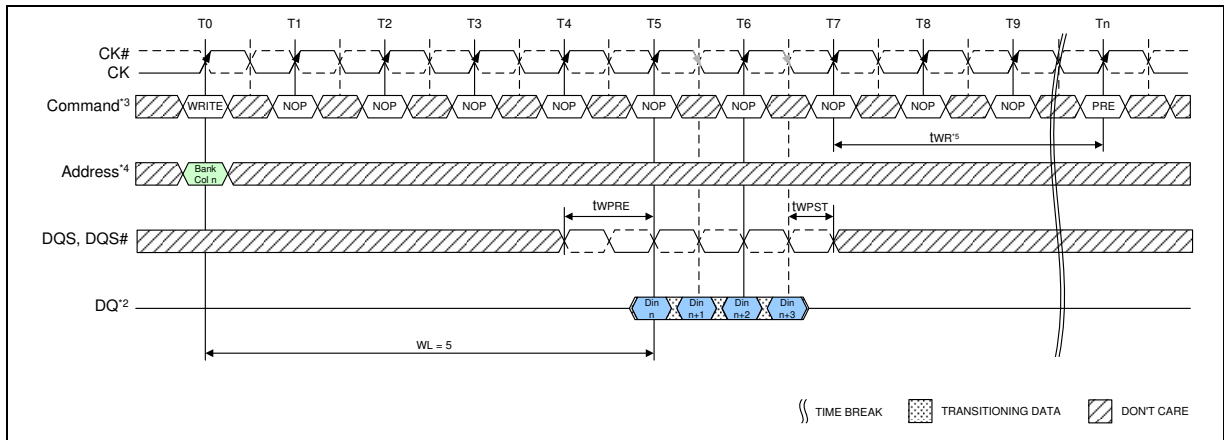 T0 T1 T2 T3 T4 T5 T6 T7 T8 T9 Tn
CK#
CK
Command*3 WRITE NOP NOP NOP NOP NOP NOP NOP NOP NOP PRE
tWR*5
Address*4 Bank
Col n
tWPRE tWPST
DQS, DQS#
DQ*2 Din n Din n+1 Din n+2 Din n+3
WL = 5
TIME BREAK TRANSITIONING DATA DON'T CARE